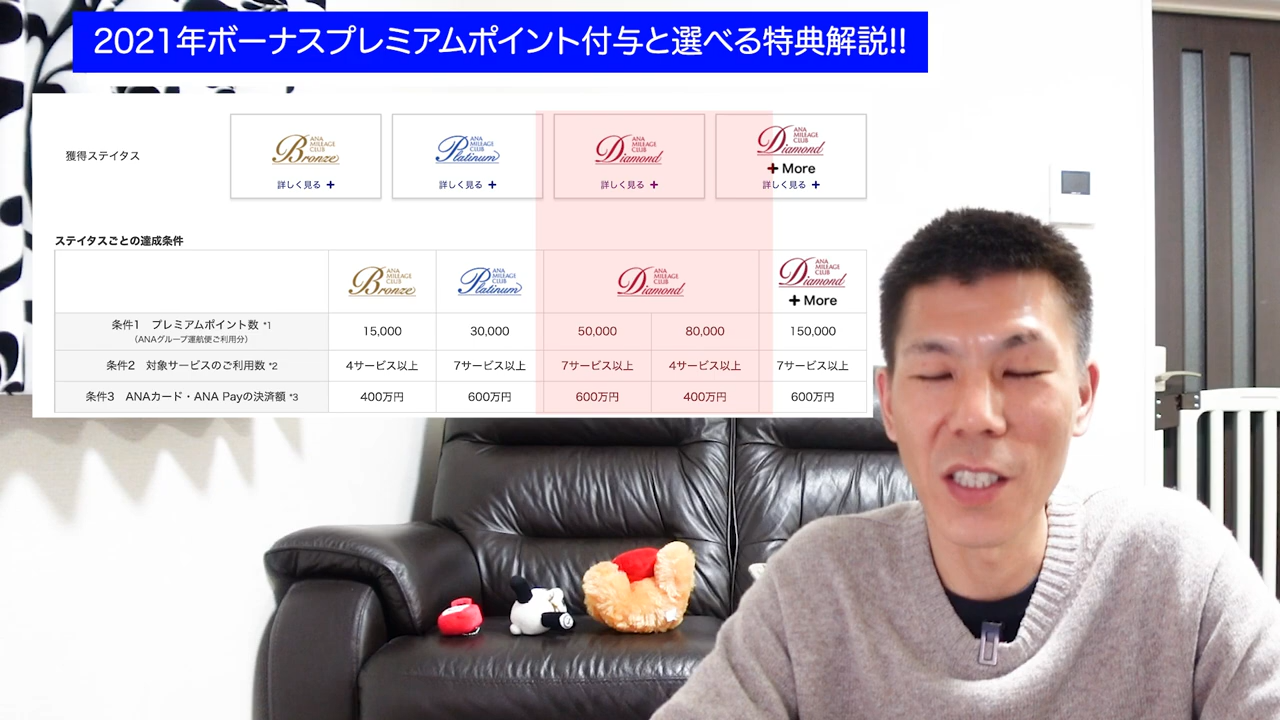 2021年ボーナスプレミアムポイント付与と選べる特典解説!!
獲得ステイタス
ANA MILEAGE CLUB Bronze
詳しく見る +
ANA MILEAGE CLUB Platinum
詳しく見る +
ANA MILEAGE CLUB Diamond
詳しく見る +
ANA MILEAGE CLUB Diamond
+ More
詳しく見る +
ステイタスごとの達成条件
ANA MILEAGE CLUB Bronze
ANA MILEAGE CLUB Platinum
ANA MILEAGE CLUB Diamond
ANA MILEAGE CLUB Diamond
+ More
条件1 プレミアムポイント数 *1
(ANAグループ運航便ご利用分)
15,000 30,000 50,000 80,000 150,000
条件2 対象サービスのご利用数 *2 4サービス以上 7サービス以上 7サービス以上 4サービス以上 7サービス以上
条件3 ANAカード・ANA Payの決済額 *3 400万円 600万円 600万円 400万円 600万円